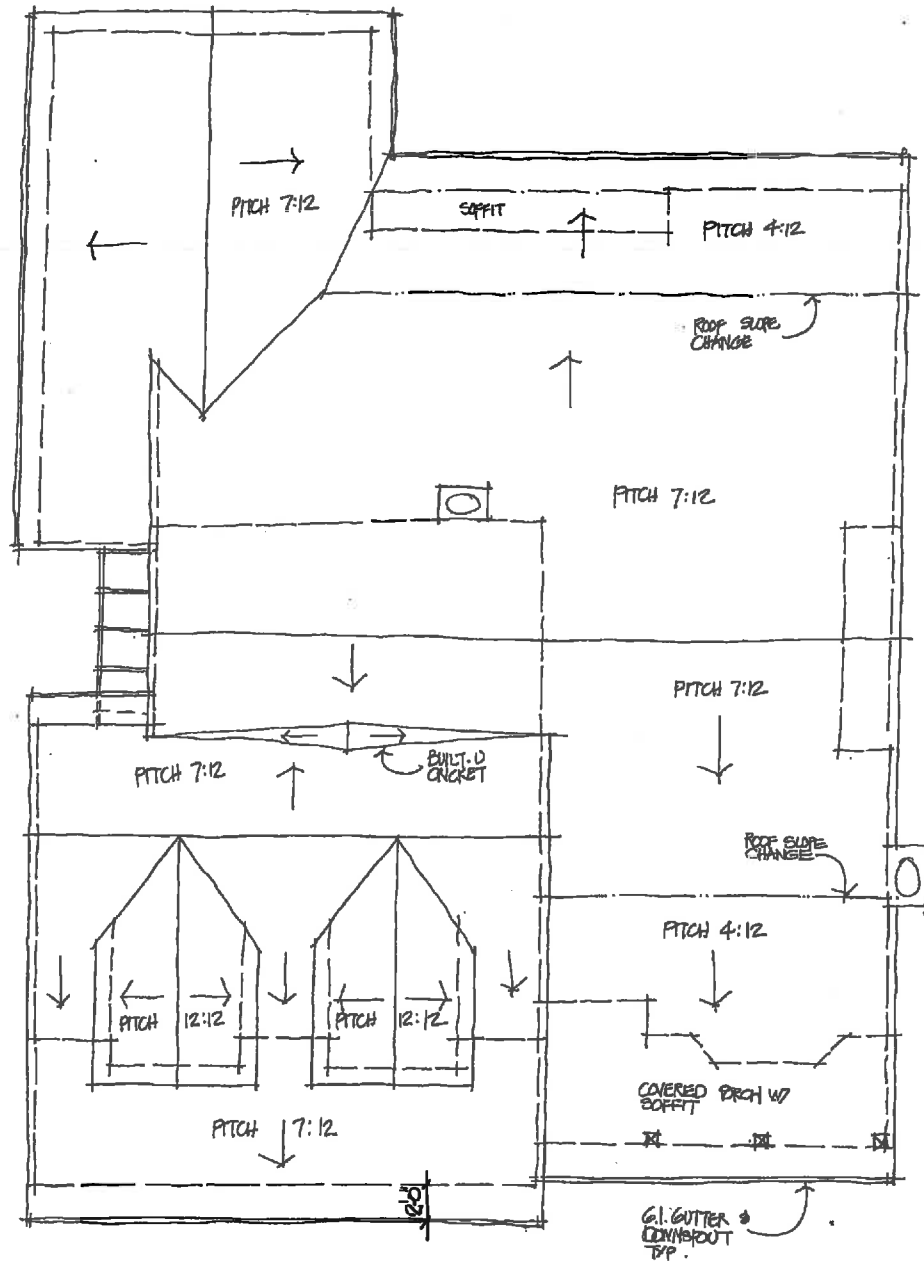 PITCH 7:12
SOFFIT
PITCH 4:12
ROOF SLOPE
CHANGE
PITCH 7:12
PITCH 7:12
PITCH 7:12
BUILT.U
CRICKET
ROOF SLOPE
CHANGE
PITCH 4:12
PITCH 12:12
PITCH 12:12
COVERED PORCH W/
SOFFIT
PITCH 7:12
G.I. GUTTER &
DOWNSPOUT
TYP.